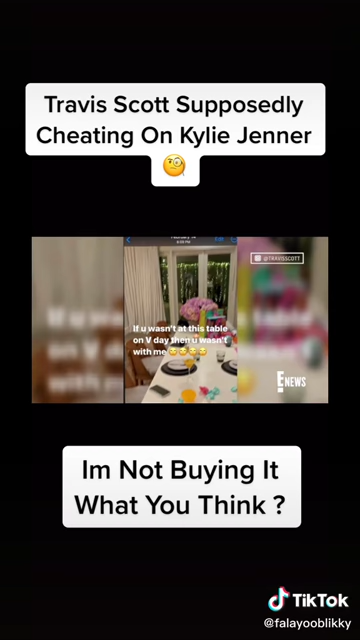 Travis Scott Supposedly
Cheating On Kylie Jenner
🧐
@TRAVISSCOTT
If u wasn't at this table
on V day then u wasn't
with me 😏😏😏😏
E NEWS
Im Not Buying It
What You Think ?
TikTok
@falayooblikky